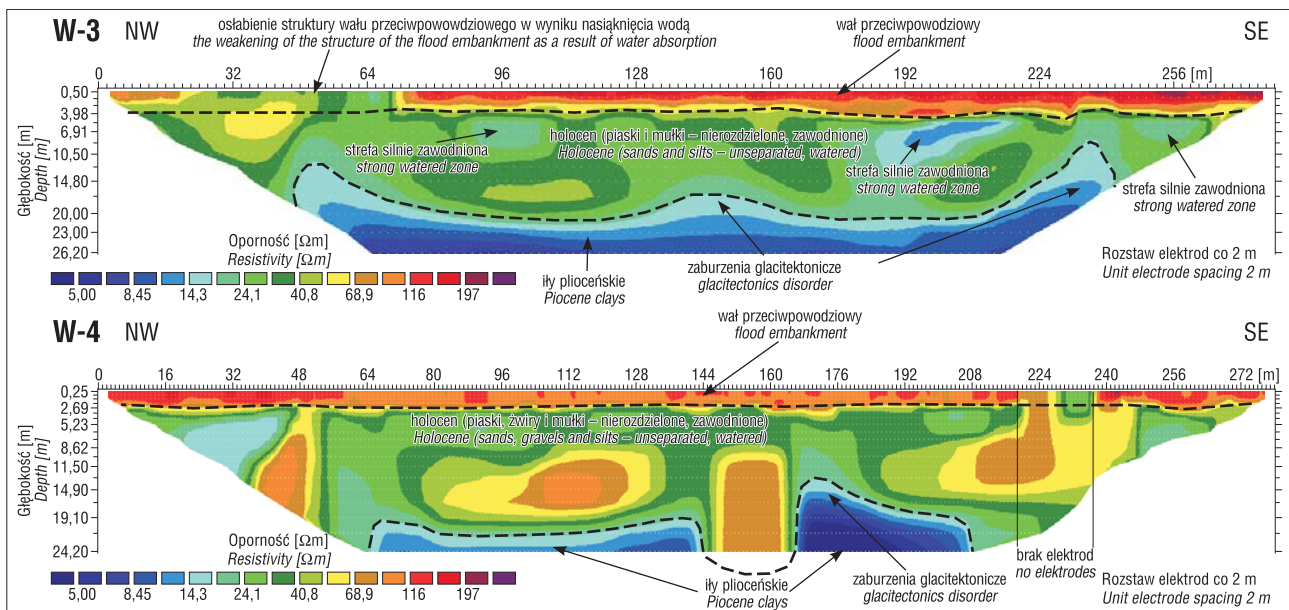 W-3 NW
osłabienie struktury wału przeciwpowowdziowego w wyniku nasiąknięcia wodą
the weakening of the structure of the flood embankment as a result of water absorption
wał przeciwpowodziowy
flood embankment
SE
0 32 64 96 128 160 192 224 256 [m]
0,50
3,98
6,91
10,50
14,80
20,00
23,00
26,20
Głębokość [m]
Depth [m]
holocen (piaski i mułki – nierozdzielone, zawodnione)
Holocene (sands and silts – unseparated, watered)
strefa silnie zawodniona
strong watered zone
strefa silnie zawodniona
strong watered zone
strefa silnie zawodniona
strong watered zone
Oporność [Ωm]
Resistivity [Ωm]
5,00 8,45 14,3 24,1 40,8 68,9 116 197
iły plioceńskie
Piocene clays
zaburzenia glacitektonicze
glacitectonics disorder
Rozstaw elektrod co 2 m
Unit electrode spacing 2 m
W-4 NW
wał przeciwpowodziowy
flood embankment
SE
0 16 32 48 64 80 96 112 128 144 160 176 192 208 224 240 256 272 [m]
0,25
2,69
5,23
8,62
11,50
14,90
19,10
24,20
Głębokość [m]
Depth [m]
holocen (piaski, żwiry i mułki – nierozdzielone, zawodnione)
Holocene (sands, gravels and silts – unseparated, watered)
Oporność [Ωm]
Resistivity [Ωm]
5,00 8,45 14,3 24,1 40,8 68,9 116 197
iły plioceńskie
Piocene clays
zaburzenia glacitektonicze
glacitectonics disorder
brak elektrod
no electrodes
Rozstaw elektrod co 2 m
Unit electrode spacing 2 m